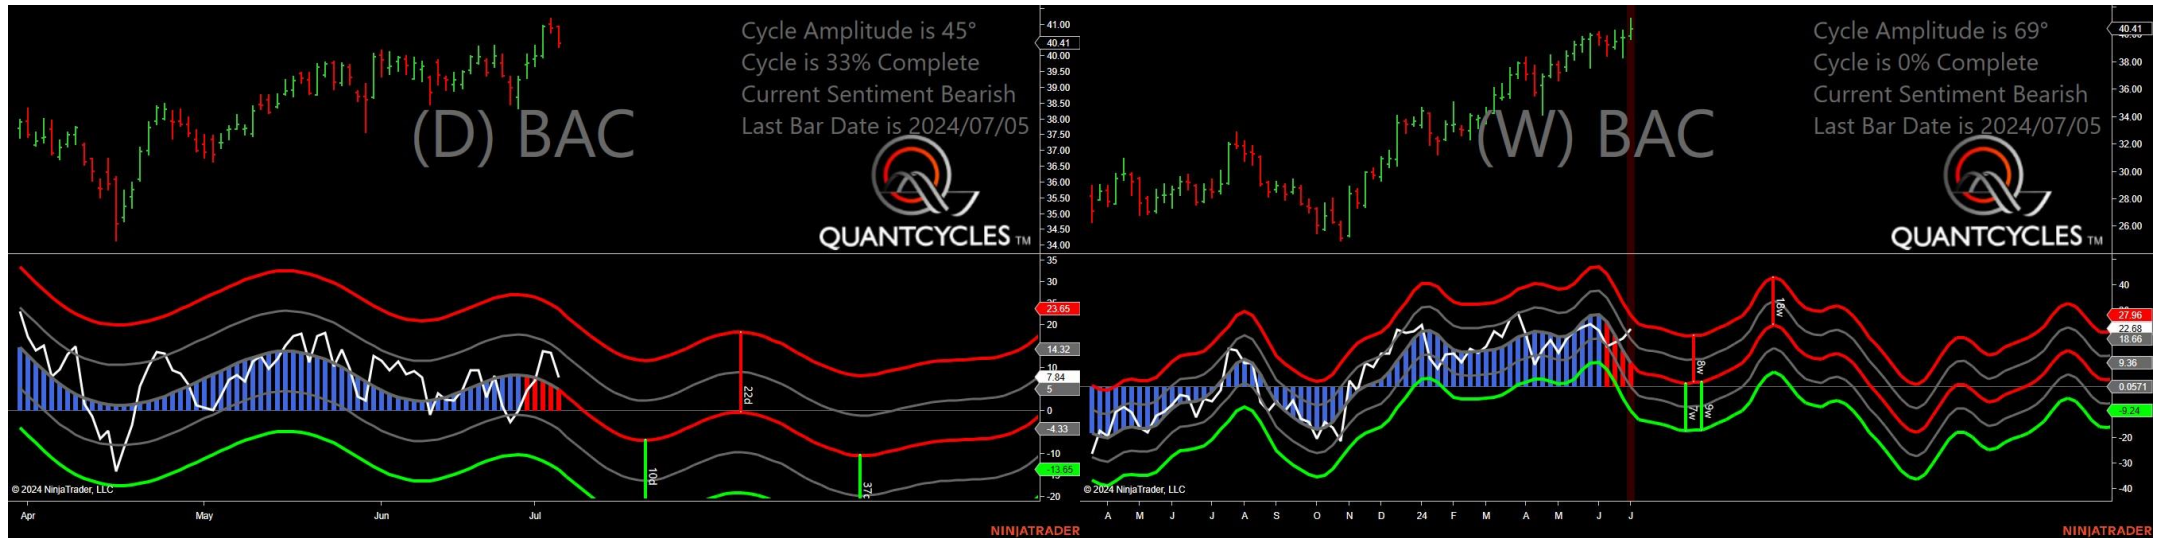 Cycle Amplitude is 45°
Cycle is 33% Complete
Current Sentiment Bearish
Last Bar Date is 2024/07/05
(D) BAC
QUANTCYCLES TM
41.00
40.41
40.00
39.50
39.00
38.50
38.00
37.50
37.00
36.50
36.00
35.50
35.00
34.50
34.00
35
30
23.65
20
14.32
10
7.84
5
0
-4.33
-10
-13.65
-20
22d
10d
© 2024 NinjaTrader, LLC
Apr May Jun Jul
NINJATRADER
Cycle Amplitude is 69°
Cycle is 0% Complete
Current Sentiment Bearish
Last Bar Date is 2024/07/05
(W) BAC
QUANTCYCLES TM
40.41
38.00
36.00
34.00
32.00
30.00
28.00
26.00
40
27.96
22.68
18.66
9.36
0.0571
-9.24
-20
-30
-40
18w
8w
7w
9w
© 2024 NinjaTrader, LLC
A M J J A S O N D 24 F M A M J J
NINJATRADER